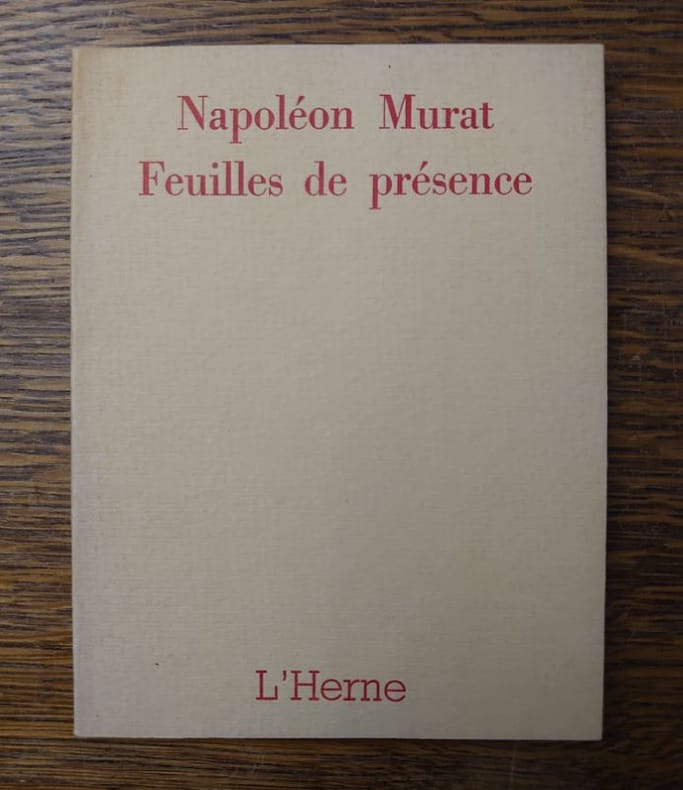 Napoléon Murat
Feuilles de présence
L'Herne